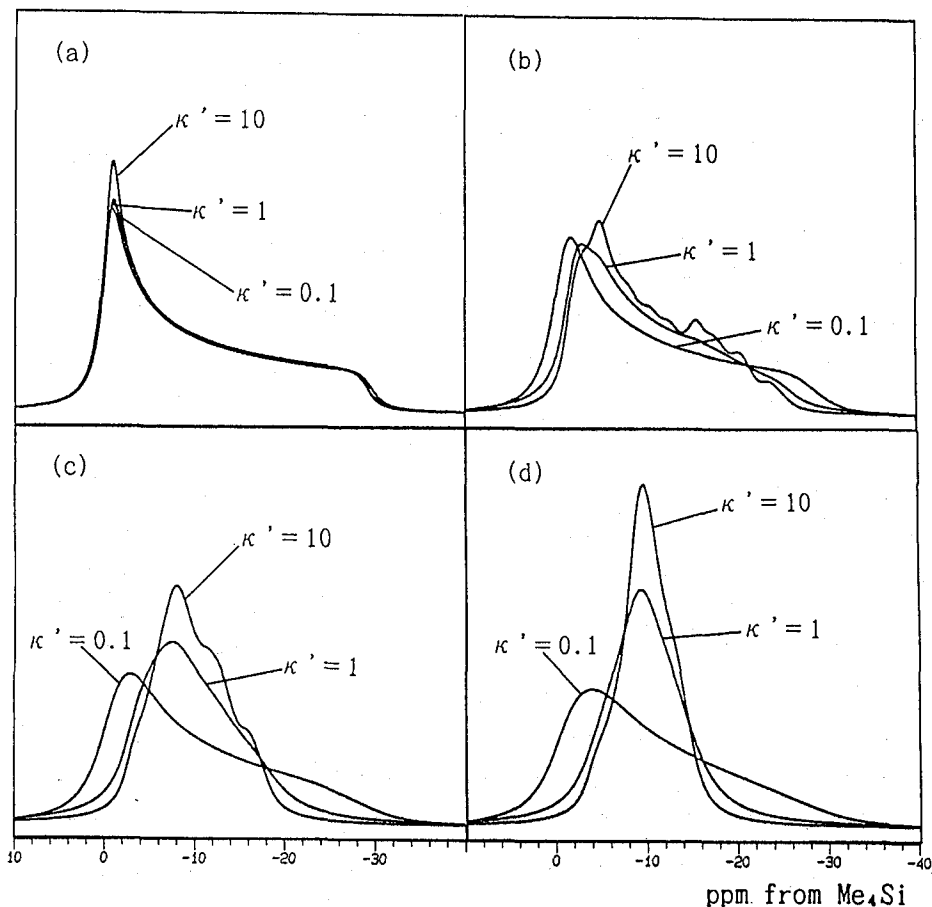 (a)
κ '= 10
κ '= 1
κ '= 0.1
(b)
κ '= 10
κ '= 1
κ '= 0.1
(c)
κ '= 10
κ '= 0.1
κ '= 1
(d)
κ '= 10
κ '= 1
κ '= 0.1
10 0 -10 -20 -30
0 -10 -20 -30 -40
ppm from Me₄Si